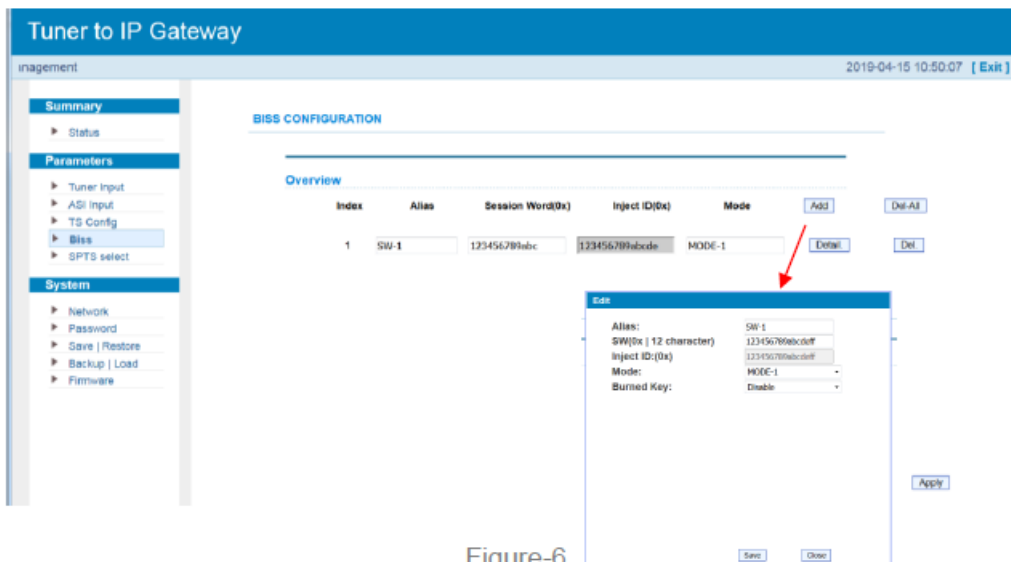 Tuner to IP Gateway
inagement 2019-04-15 10:50:07 [ Exit ]
Summary
Status
Parameters
Tuner Input
ASI Input
TS Config
Biss
SPTS select
System
Network
Password
Save | Restore
Backup | Load
Firmware
BISS CONFIGURATION
Overview
Index Alias Session Word(0x) Inject ID(0x) Mode Add Del-All
1 SW-1 123456789abc 123456789abcde MODE-1 Detail Del.
Edit
Alias: SW-1
SW(0x | 12 character) 123456789abcdeff
Inject ID:(0x) 123456789abcdeff
Mode: MODE-1
Burned Key: Disable
Apply
Save Close
Figure-6